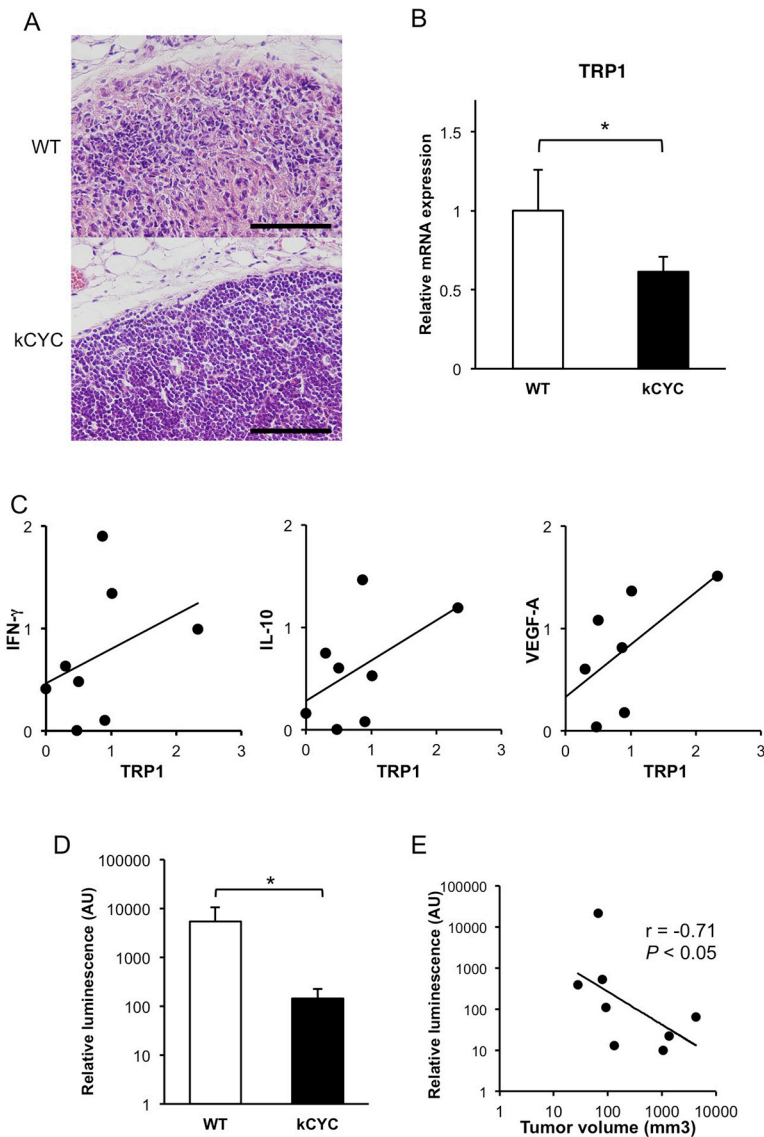 A
WT
kCYC
B
TRP1
Relative mRNA expression
1.5
1
0.5
0
*
WT
kCYC
C
IFN-γ
2
1
0
0
1
2
3
TRP1
IL-10
2
1
0
0
1
2
3
TRP1
VEGF-A
2
1
0
0
1
2
3
TRP1
D
Relative luminescence (AU)
100000
10000
1000
100
10
1
*
WT
kCYC
E
Relative luminescence (AU)
100000
10000
1000
100
10
1
r = -0.71
P < 0.05
1
10
100
1000
10000
Tumor volume (mm3)